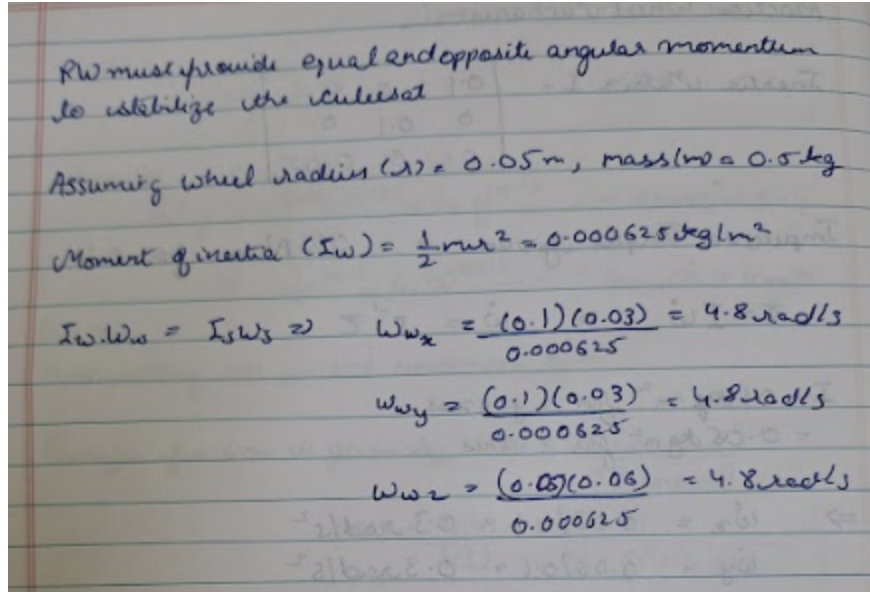 RW must provide equal and opposite angular momentum
to stabilize the cubesat
Assuming wheel radius (r) = 0.05m, mass (m) = 0.5 kg
Moment of inertia (Iw) = 1/2 mr² = 0.000625 kg/m²
Iw.Ww = IsWs => Wwx = (0.1)(0.03)/0.000625 = 4.8 rad/s
Wwy = (0.1)(0.03)/0.000625 = 4.8 rad/s
Wwz = (0.05)(0.06)/0.000625 = 4.8 rad/s